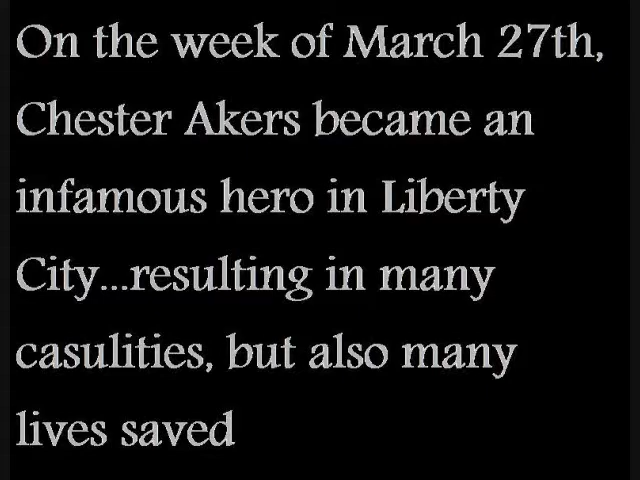 On the week of March 27th,
Chester Akers became an
infamous hero in Liberty
City...resulting in many
casulities, but also many
lives saved